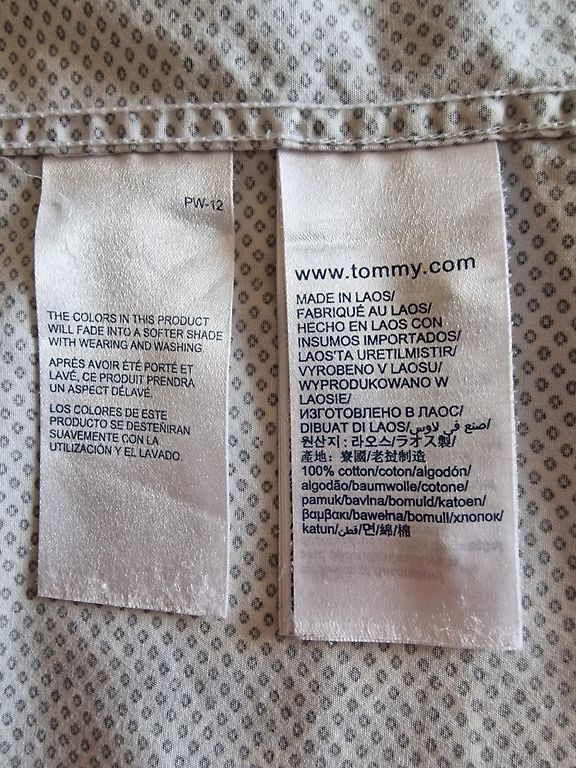 PW-12
THE COLORS IN THIS PRODUCT
WILL FADE INTO A SOFTER SHADE
WITH WEARING AND WASHING.
APRÈS AVOIR ÉTÉ PORTÉ ET
LAVÉ, CE PRODUIT PRENDRA
UN ASPECT DÉLAVÉ.
LOS COLORES DE ESTE
PRODUCTO SE DESTEÑIRAN
SUAVEMENTE CON LA
UTILIZACIÓN Y EL LAVADO.
www.tommy.com
MADE IN LAOS/
FABRIQUÉ AU LAOS/
HECHO EN LAOS CON
INSUMOS IMPORTADOS/
LAOS'TA URETILMISTIR/
VYROBENO V LAOSU/
WYPRODUKOWANO W
LAOSIE/
ИЗГОТОВЛЕНО В ЛАОС/
DIBUAT DI LAOS/صنع في لاوس/
원산지 : 라오스/ラオス製/
產地：寮國/老挝制造
100% cotton/coton/algodón/
algodão/baumwolle/cotone/
pamuk/bavlna/bomuld/katoen/
βαμβακι/bawełna/bomull/хлопок/
katun/قطن/면/綿/棉